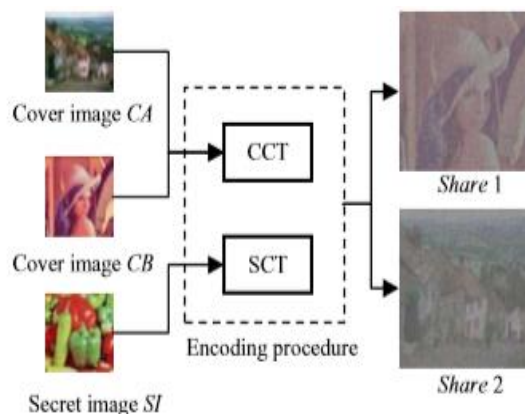 Cover image CA
CCT
Share 1
Cover image CB
SCT
Encoding procedure
Secret image SI
Share 2